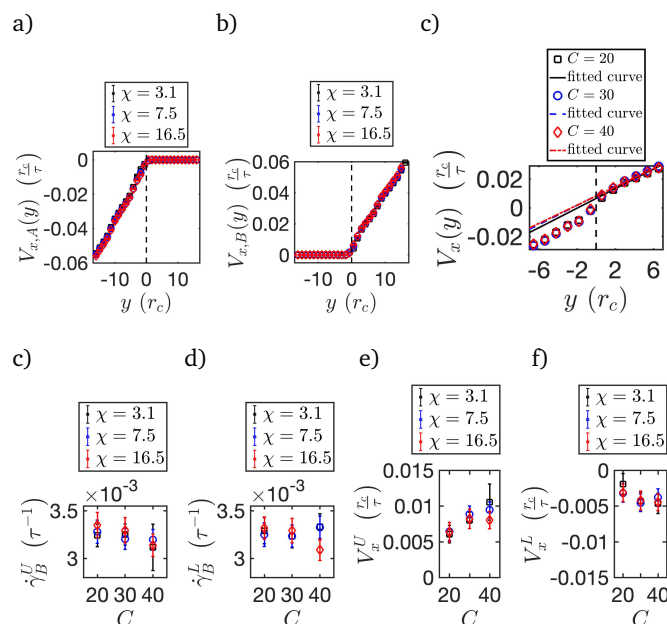 a)
b)
c)
χ = 3.1
χ = 7.5
χ = 16.5
χ = 3.1
χ = 7.5
χ = 16.5
C = 20
fitted curve
C = 30
fitted curve
C = 40
fitted curve
V_{x,A}(y) (r_c/τ)
0
-0.02
-0.04
-0.06
-10 0 10
y (r_c)
V_{x,B}(y) (r_c/τ)
0.06
0.04
0.02
0
-10 0 10
y (r_c)
V_x(y) (r_c/τ)
0.02
0
-0.02
-6 -2 2 6
y (r_c)
c)
d)
e)
f)
χ = 3.1
χ = 7.5
χ = 16.5
χ = 3.1
χ = 7.5
χ = 16.5
χ = 3.1
χ = 7.5
χ = 16.5
χ = 3.1
χ = 7.5
χ = 16.5
γ̇_B^U (τ^{-1})
×10^{-3}
3.5
3
20 30 40
C
γ̇_B^L (τ^{-1})
×10^{-3}
3.5
3
20 30 40
C
V_x^U (r_c/τ)
0.015
0.01
0.005
0
20 30 40
C
V_x^L (r_c/τ)
0
-0.005
-0.01
-0.015
20 30 40
C